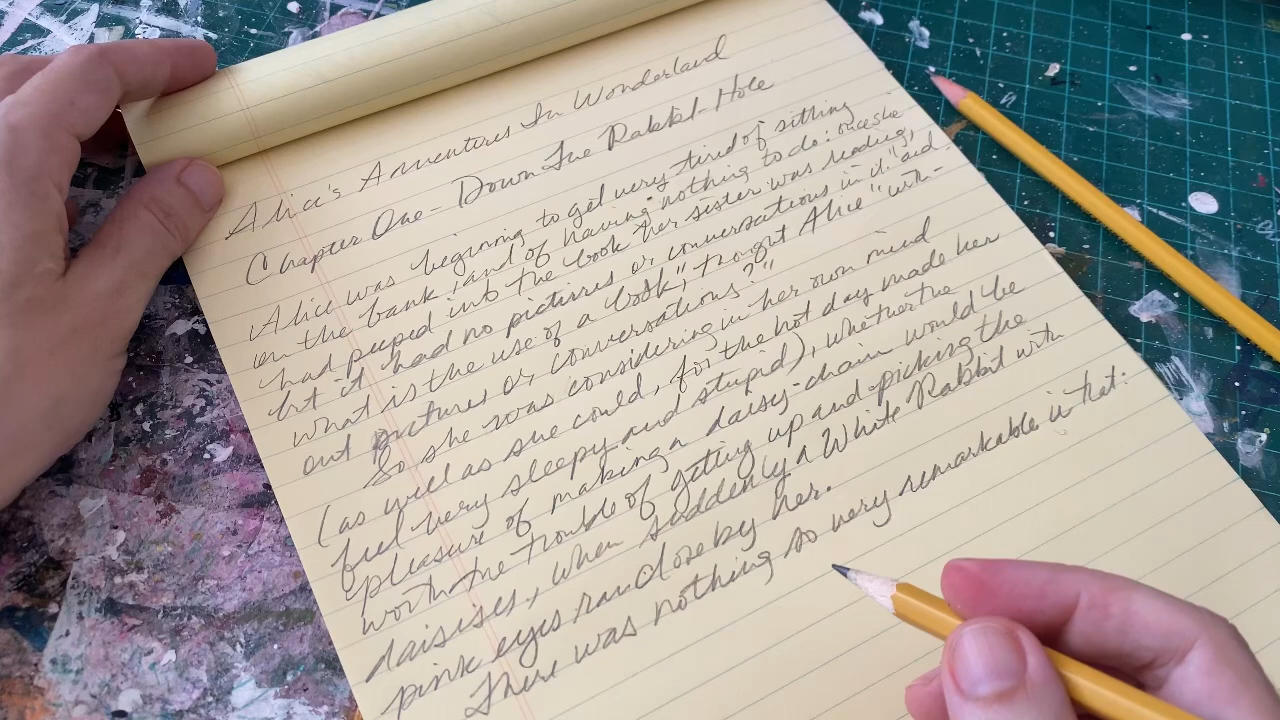 Alice's Adventures In Wonderland
Chapter One - Down The Rabbit-Hole
Alice was beginning to get very tired of sitting
on the bank, and of having nothing to do: once she
had peeped into the book her sister was reading,
but it had no pictures or conversations in it, "and
what is the use of a book," thought Alice "with-
out pictures or conversations?"
So she was considering in her own mind
(as well as she could, for the hot day made her
feel very sleepy and stupid), whether the
pleasure of making a daisy-chain would be
worth the trouble of getting up and picking the
daisises, when suddenly a White Rabbit with
pink eyes ran close by her.
There was nothing so very remarkable in that: